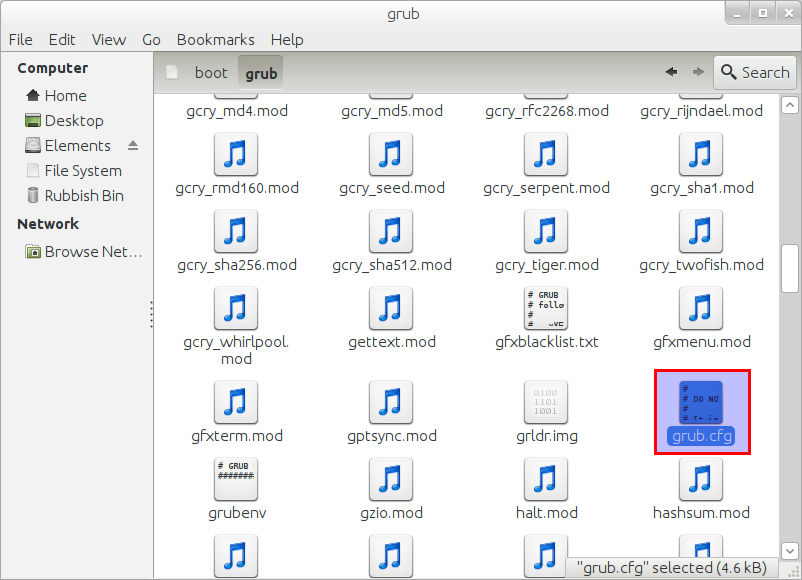 grub
File Edit View Go Bookmarks Help
Computer
Home
Desktop
Elements
File System
Rubbish Bin
Network
Browse Net...
boot grub
Search
gcry_md4.mod gcry_md5.mod gcry_rfc2268.mod gcry_rijndael.mod
gcry_rmd160.mod gcry_seed.mod gcry_serpent.mod gcry_sha1.mod
gcry_sha256.mod gcry_sha512.mod gcry_tiger.mod gcry_twofish.mod
# GRUB
# follo
#
gcry_whirlpool.
mod
gettext.mod gfxblacklist.txt gfxmenu.mod
0100
1101
1001
#
# DO NO
#
gfxterm.mod gptsync.mod grldr.img grub.cfg
# GRUB
#######
grubenv gzio.mod halt.mod hashsum.mod
"grub.cfg" selected (4.6 kB)